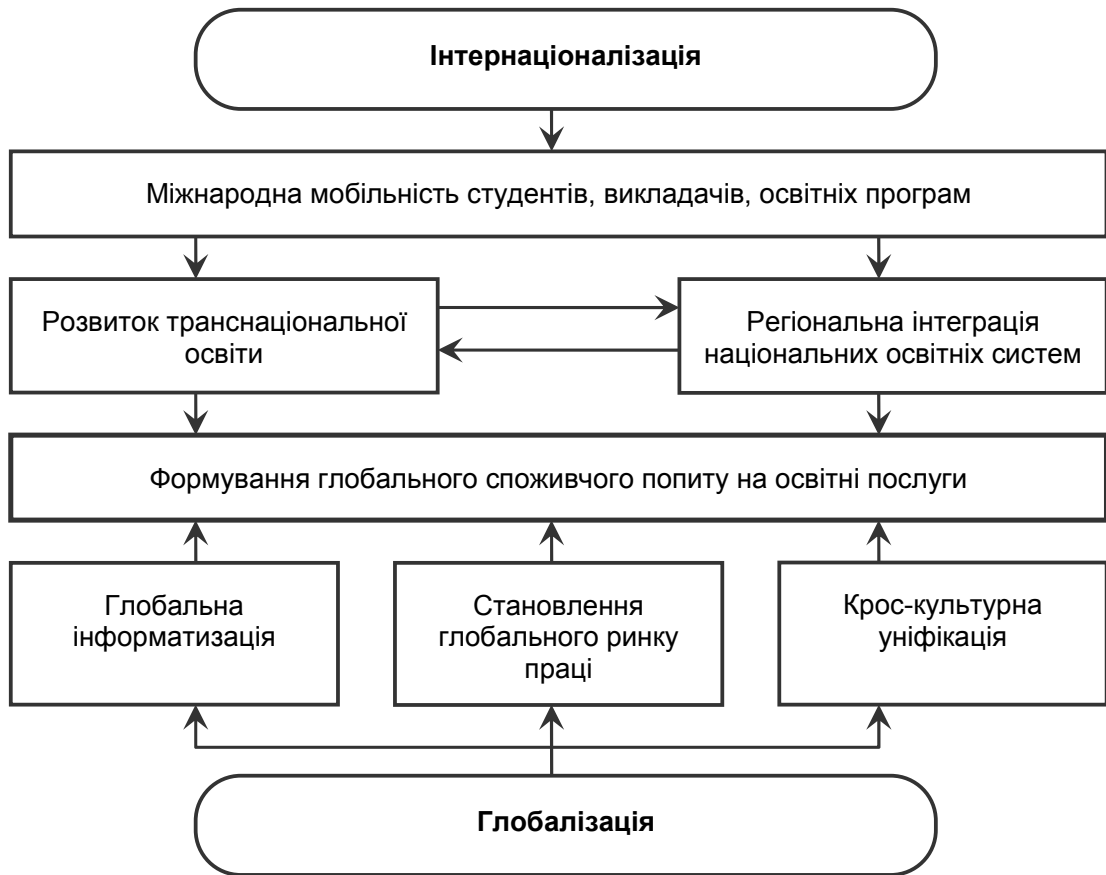 Інтернаціоналізація
Міжнародна мобільність студентів, викладачів, освітніх програм
Розвиток транснаціональної
освіти
Регіональна інтеграція
національних освітніх систем
Формування глобального споживчого попиту на освітні послуги
Глобальна
інформатизація
Становлення
глобального ринку
праці
Крос-культурна
уніфікація
Глобалізація